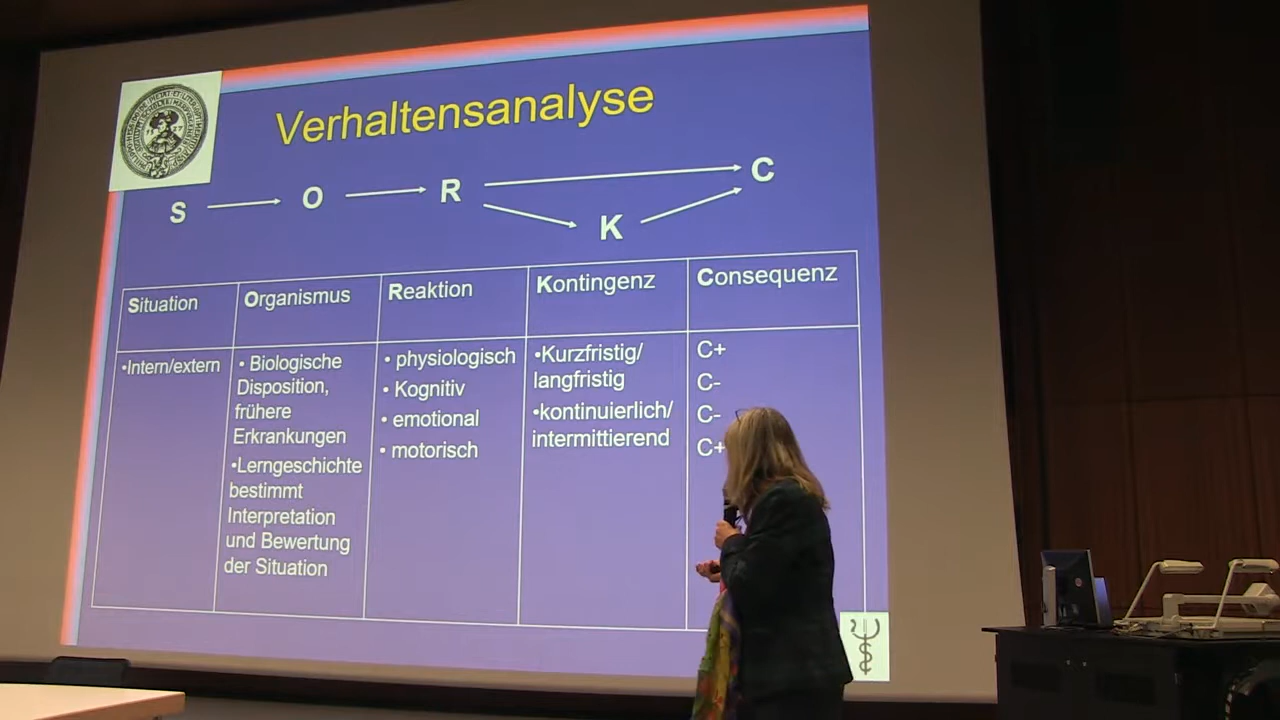 Verhaltensanalyse
S O R K C
Situation
Organismus
Reaktion
Kontingenz
Consequenz
•Intern/extern
• Biologische
Disposition,
frühere
Erkrankungen
•Lerngeschichte
bestimmt
Interpretation
und Bewertung
der Situation
• physiologisch
• Kognitiv
• emotional
• motorisch
•Kurzfristig/
langfristig
•kontinuierlich/
intermittierend
C+
C-
C-
C+